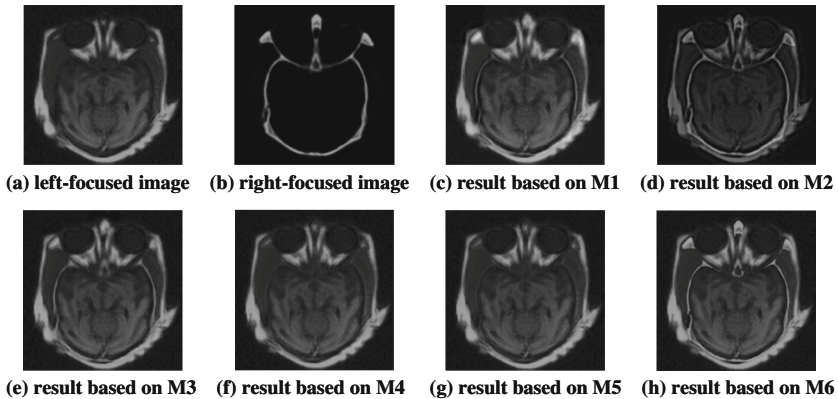 (a) left-focused image (b) right-focused image (c) result based on M1 (d) result based on M2
(e) result based on M3 (f) result based on M4 (g) result based on M5 (h) result based on M6